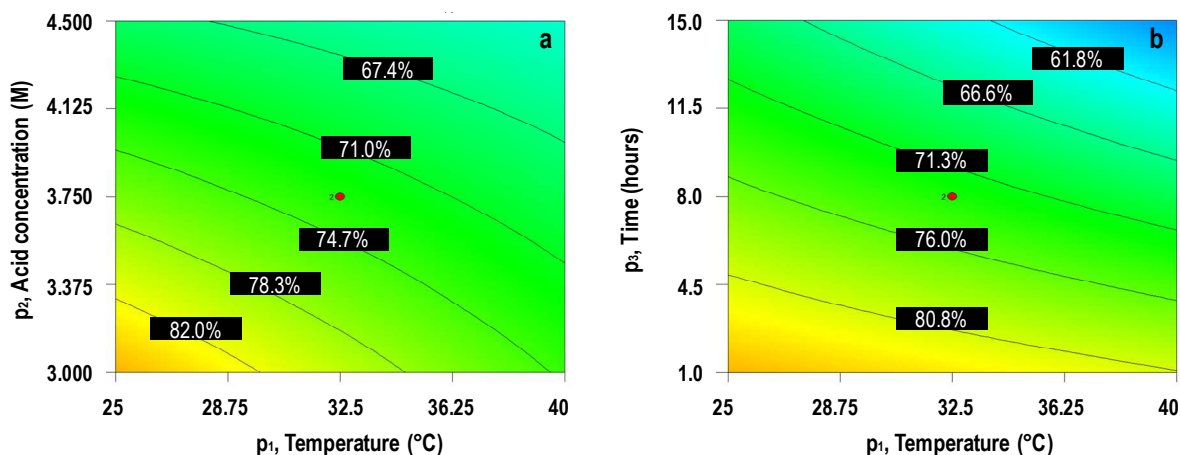 a
p₂, Acid concentration (M)
4.500
4.125
3.750
3.375
3.000
67.4%
71.0%
2
74.7%
78.3%
82.0%
25 28.75 32.5 36.25 40
p₁, Temperature (°C)
b
p₃, Time (hours)
15.0
11.5
8.0
4.5
1.0
61.8%
66.6%
71.3%
2
76.0%
80.8%
25 28.75 32.5 36.25 40
p₁, Temperature (°C)